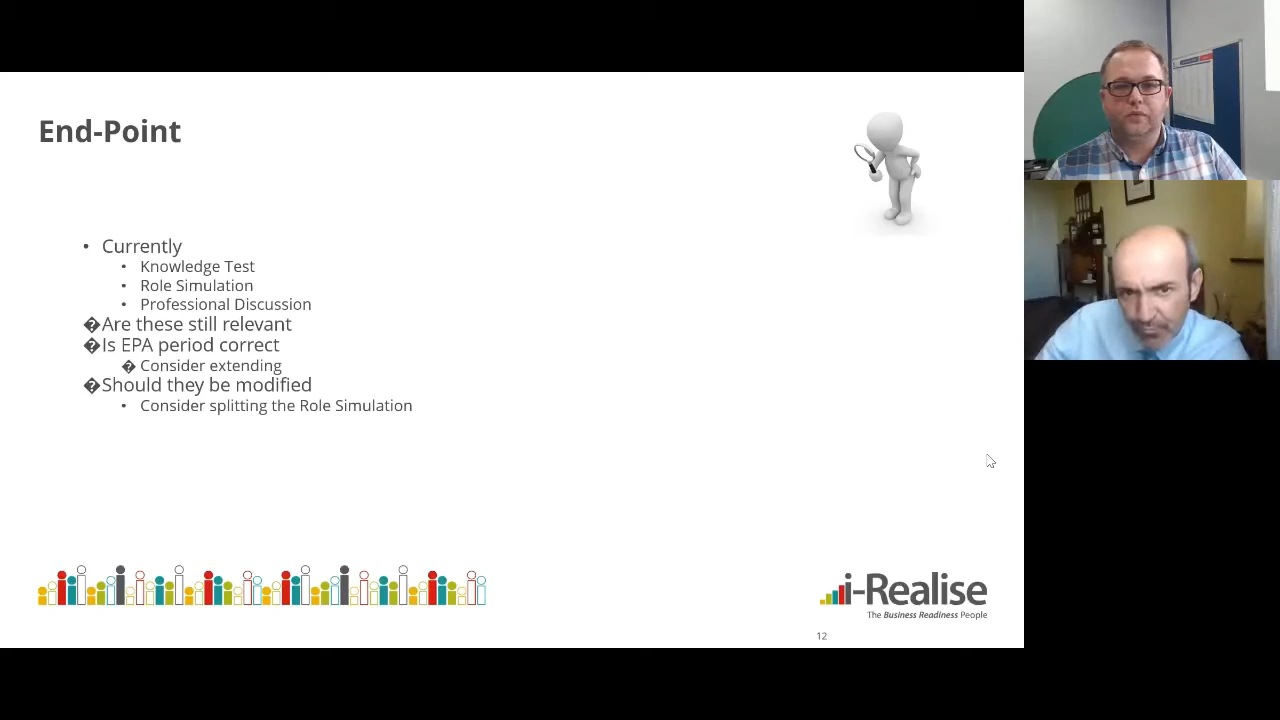 End-Point
• Currently
• Knowledge Test
• Role Simulation
• Professional Discussion
�Are these still relevant
�Is EPA period correct
� Consider extending
�Should they be modified
• Consider splitting the Role Simulation
i-Realise
The Business Readiness People
12